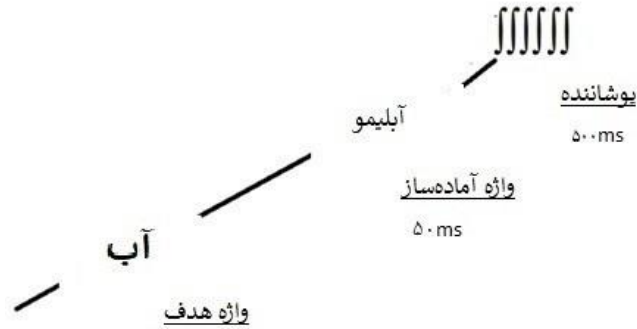 ∫∫∫∫∫∫
پوشاننده
۵۰۰ms
آبلیمو
واژه آماده‌ساز
۵۰ms
آب
واژه هدف